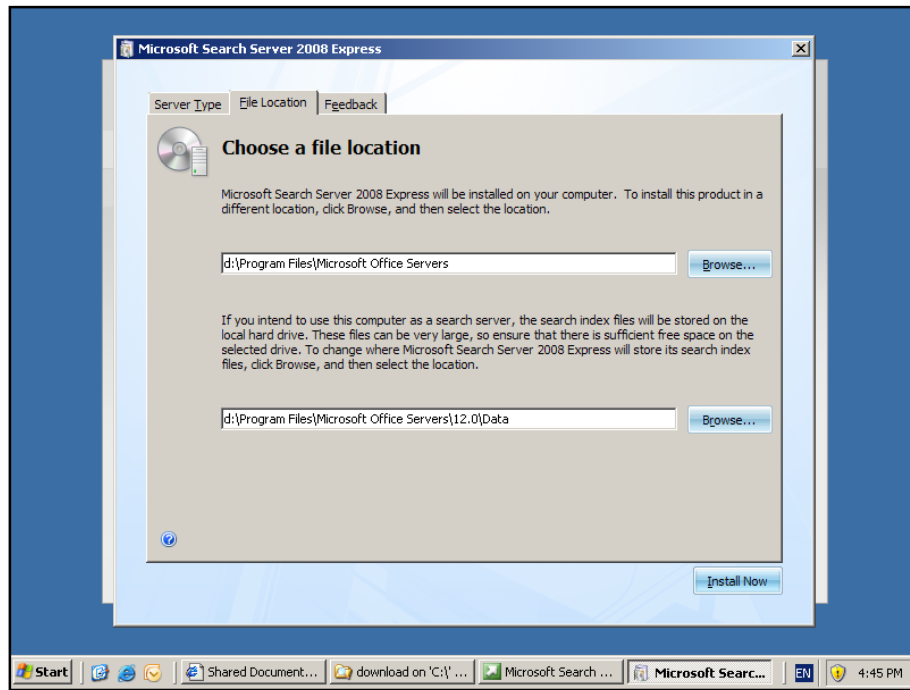 Microsoft Search Server 2008 Express
Server Type File Location Feedback
Choose a file location
Microsoft Search Server 2008 Express will be installed on your computer. To install this product in a
different location, click Browse, and then select the location.
d:\Program Files\Microsoft Office Servers
Browse...
If you intend to use this computer as a search server, the search index files will be stored on the
local hard drive. These files can be very large, so ensure that there is sufficient free space on the
selected drive. To change where Microsoft Search Server 2008 Express will store its search index
files, click Browse, and then select the location.
d:\Program Files\Microsoft Office Servers\12.0\Data
Browse...
Install Now
Start Shared Document... download on 'C:\' ... Microsoft Search ... Microsoft Searc... EN 4:45 PM